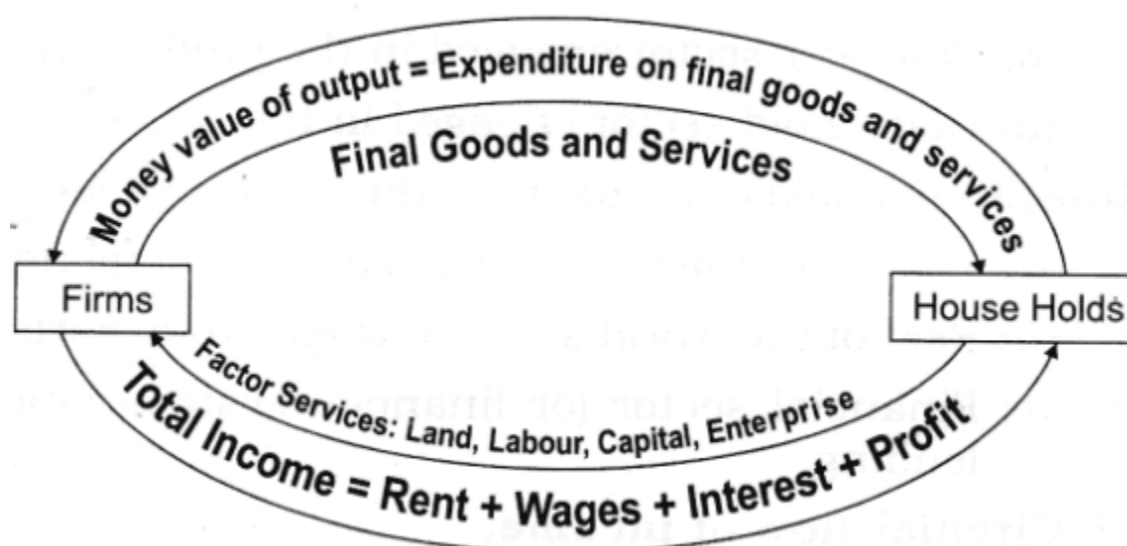 Money value of output = Expenditure on final goods and services
Final Goods and Services
Firms
House Holds
Factor Services: Land, Labour, Capital, Enterprise
Total Income = Rent + Wages + Interest + Profit